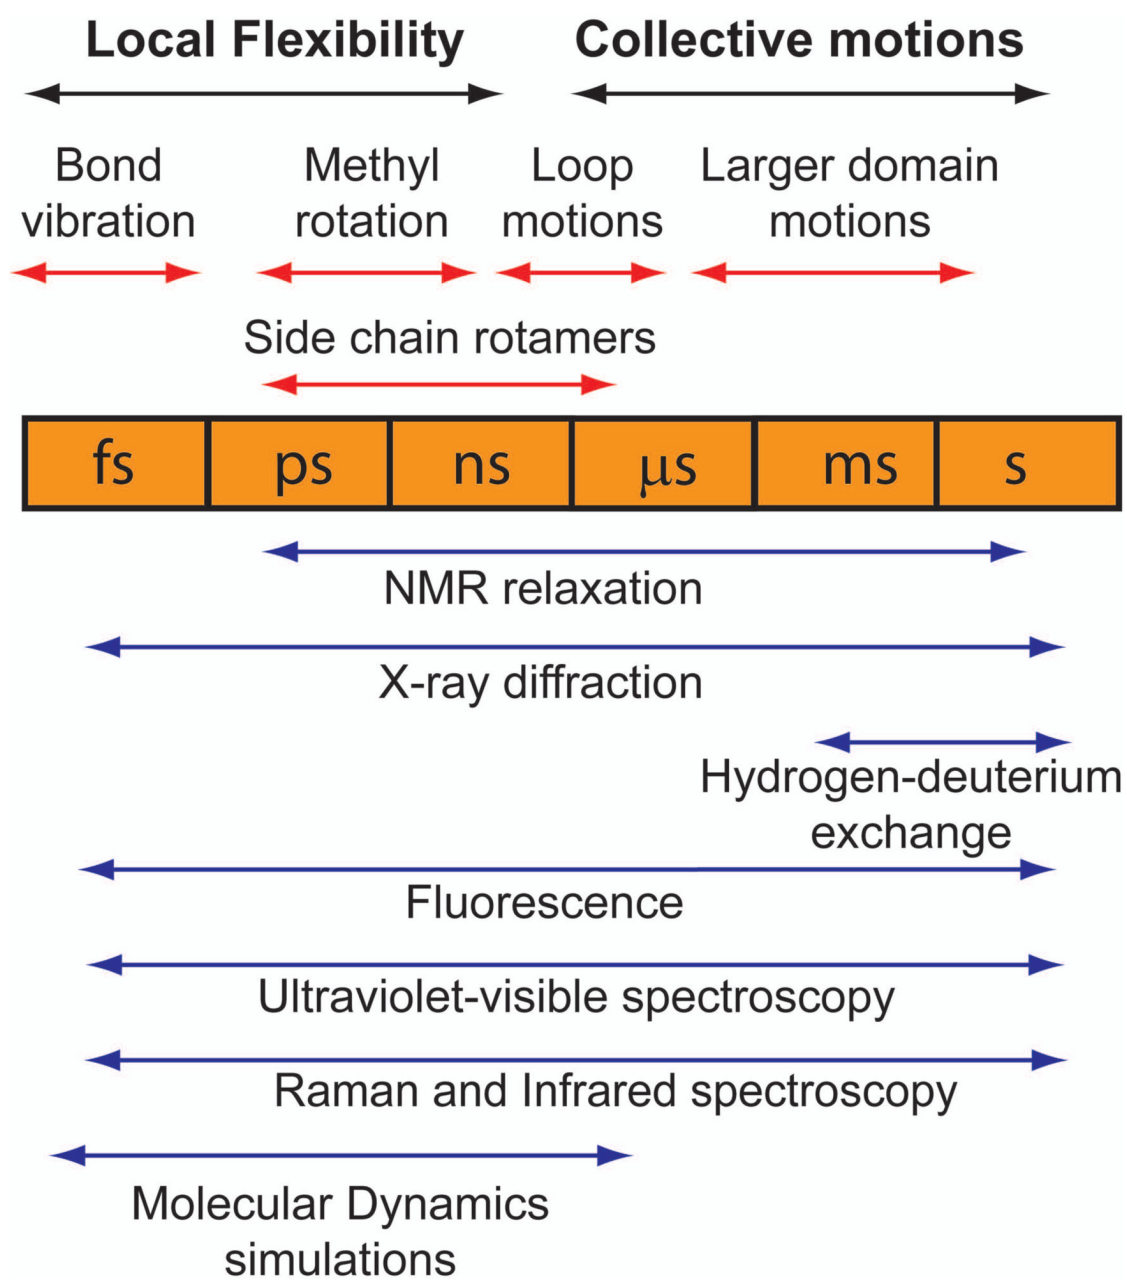 Local Flexibility
Collective motions
Bond
vibration
Methyl
rotation
Loop
motions
Larger domain
motions
Side chain rotamers
fs
ps
ns
μs
ms
s
NMR relaxation
X-ray diffraction
Hydrogen-deuterium
exchange
Fluorescence
Ultraviolet-visible spectroscopy
Raman and Infrared spectroscopy
Molecular Dynamics
simulations